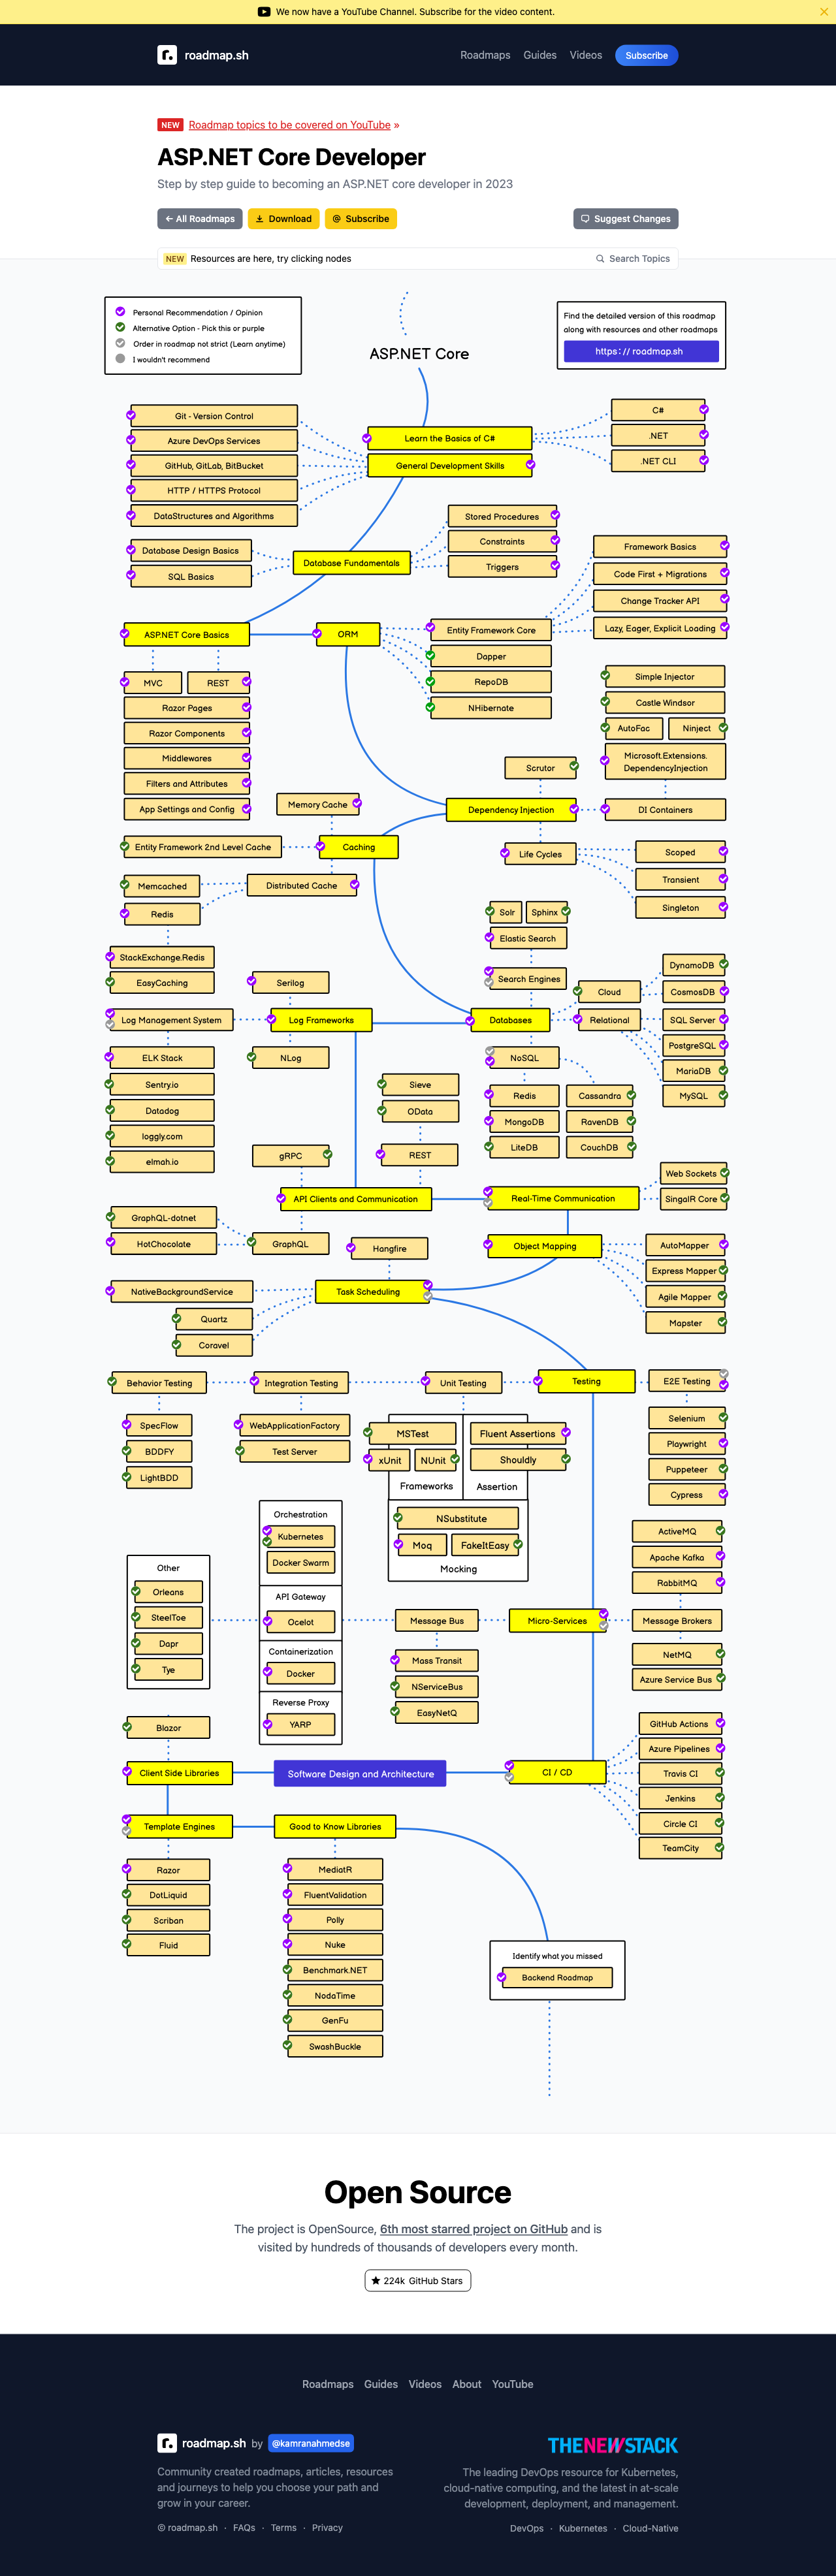 We now have a YouTube Channel. Subscribe for the video content.
roadmap.sh
Roadmaps Guides Videos Subscribe
NEW Roadmap topics to be covered on YouTube »
ASP.NET Core Developer
Step by step guide to becoming an ASP.NET core developer in 2023
← All Roadmaps Download @ Subscribe Suggest Changes
NEW Resources are here, try clicking nodes Search Topics
Personal Recommendation / Opinion
Alternative Option - Pick this or purple
Order in roadmap not strict (Learn anytime)
I wouldn't recommend
Find the detailed version of this roadmap
along with resources and other roadmaps
https://roadmap.sh
ASP.NET Core
Git - Version Control
Azure DevOps Services
GitHub, GitLab, BitBucket
HTTP / HTTPS Protocol
DataStructures and Algorithms
Learn the Basics of C#
General Development Skills
C#
.NET
.NET CLI
Database Design Basics
SQL Basics
Database Fundamentals
Stored Procedures
Constraints
Triggers
Framework Basics
Code First + Migrations
Change Tracker API
Lazy, Eager, Explicit Loading
ASP.NET Core Basics
ORM
Entity Framework Core
Dapper
RepoDB
NHibernate
MVC REST
Razor Pages
Razor Components
Middlewares
Filters and Attributes
App Settings and Config
Simple Injector
Castle Windsor
AutoFac Ninject
Microsoft.Extensions.
DependencyInjection
Scrutor
Memory Cache
Dependency Injection
DI Containers
Entity Framework 2nd Level Cache
Caching
Life Cycles
Scoped
Transient
Singleton
Memcached
Redis
Distributed Cache
Solr Sphinx
Elastic Search
Search Engines
StackExchange.Redis
EasyCaching
Serilog
Cloud
DynamoDB
CosmosDB
Log Management System
Log Frameworks
Databases
Relational
SQL Server
PostgreSQL
MariaDB
MySQL
ELK Stack
Sentry.io
Datadog
loggly.com
elmah.io
NLog
NoSQL
Sieve
OData
REST
Redis Cassandra
MongoDB RavenDB
LiteDB CouchDB
gRPC
API Clients and Communication
Real-Time Communication
Web Sockets
SingalR Core
GraphQL-dotnet
HotChocolate
GraphQL
Hangfire
Object Mapping
AutoMapper
Express Mapper
Agile Mapper
Mapster
NativeBackgroundService
Quartz
Coravel
Task Scheduling
Behavior Testing
Integration Testing
Unit Testing
Testing
E2E Testing
SpecFlow
BDDFY
LightBDD
WebApplicationFactory
Test Server
MSTest
xUnit NUnit
Frameworks
Fluent Assertions
Shouldly
Assertion
Selenium
Playwright
Puppeteer
Cypress
NSubstitute
Moq FakeItEasy
Mocking
Orchestration
Kubernetes
Docker Swarm
API Gateway
Ocelot
Containerization
Docker
Reverse Proxy
YARP
Other
Orleans
SteelToe
Dapr
Tye
Message Bus
Mass Transit
NServiceBus
EasyNetQ
Micro-Services
ActiveMQ
Apache Kafka
RabbitMQ
Message Brokers
NetMQ
Azure Service Bus
Blazor
Client Side Libraries
Software Design and Architecture
CI / CD
GitHub Actions
Azure Pipelines
Travis CI
Jenkins
Circle CI
TeamCity
Template Engines
Good to Know Libraries
Razor
DotLiquid
Scriban
Fluid
MediatR
FluentValidation
Polly
Nuke
Benchmark.NET
NodaTime
GenFu
SwashBuckle
Identify what you missed
Backend Roadmap
Open Source
The project is OpenSource, 6th most starred project on GitHub and is
visited by hundreds of thousands of developers every month.
224k GitHub Stars
Roadmaps Guides Videos About YouTube
roadmap.sh by @kamranahmedse
Community created roadmaps, articles, resources
and journeys to help you choose your path and
grow in your career.
© roadmap.sh · FAQs · Terms · Privacy
THENEWSTACK
The leading DevOps resource for Kubernetes,
cloud-native computing, and the latest in at-scale
development, deployment, and management.
DevOps · Kubernetes · Cloud-Native